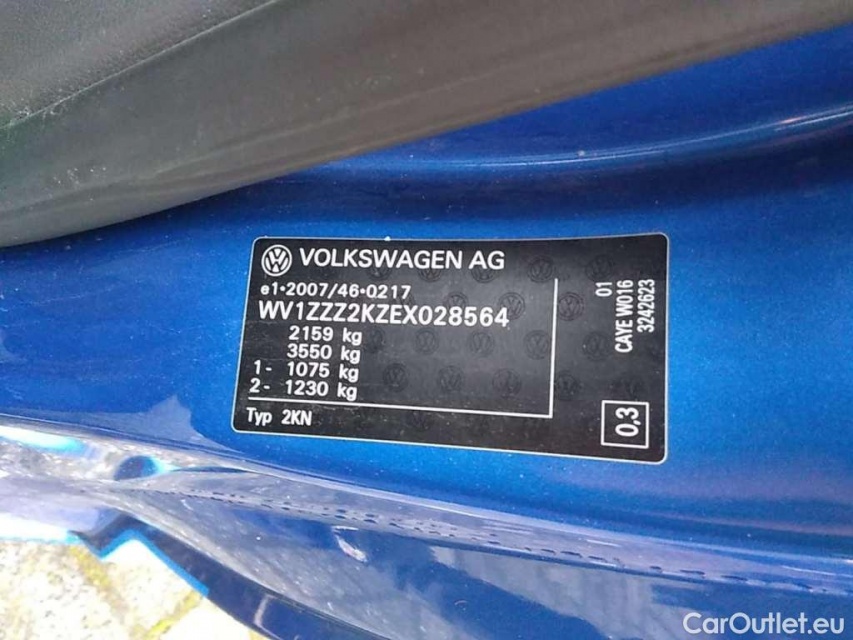 VOLKSWAGEN AG
e1*2007/46*0217
WV1ZZZ2KZEX028564
2159 kg
3550 kg
1- 1075 kg
2- 1230 kg
Typ 2KN
01
CAYE W016
3242623
0,3
CarOutlet.eu